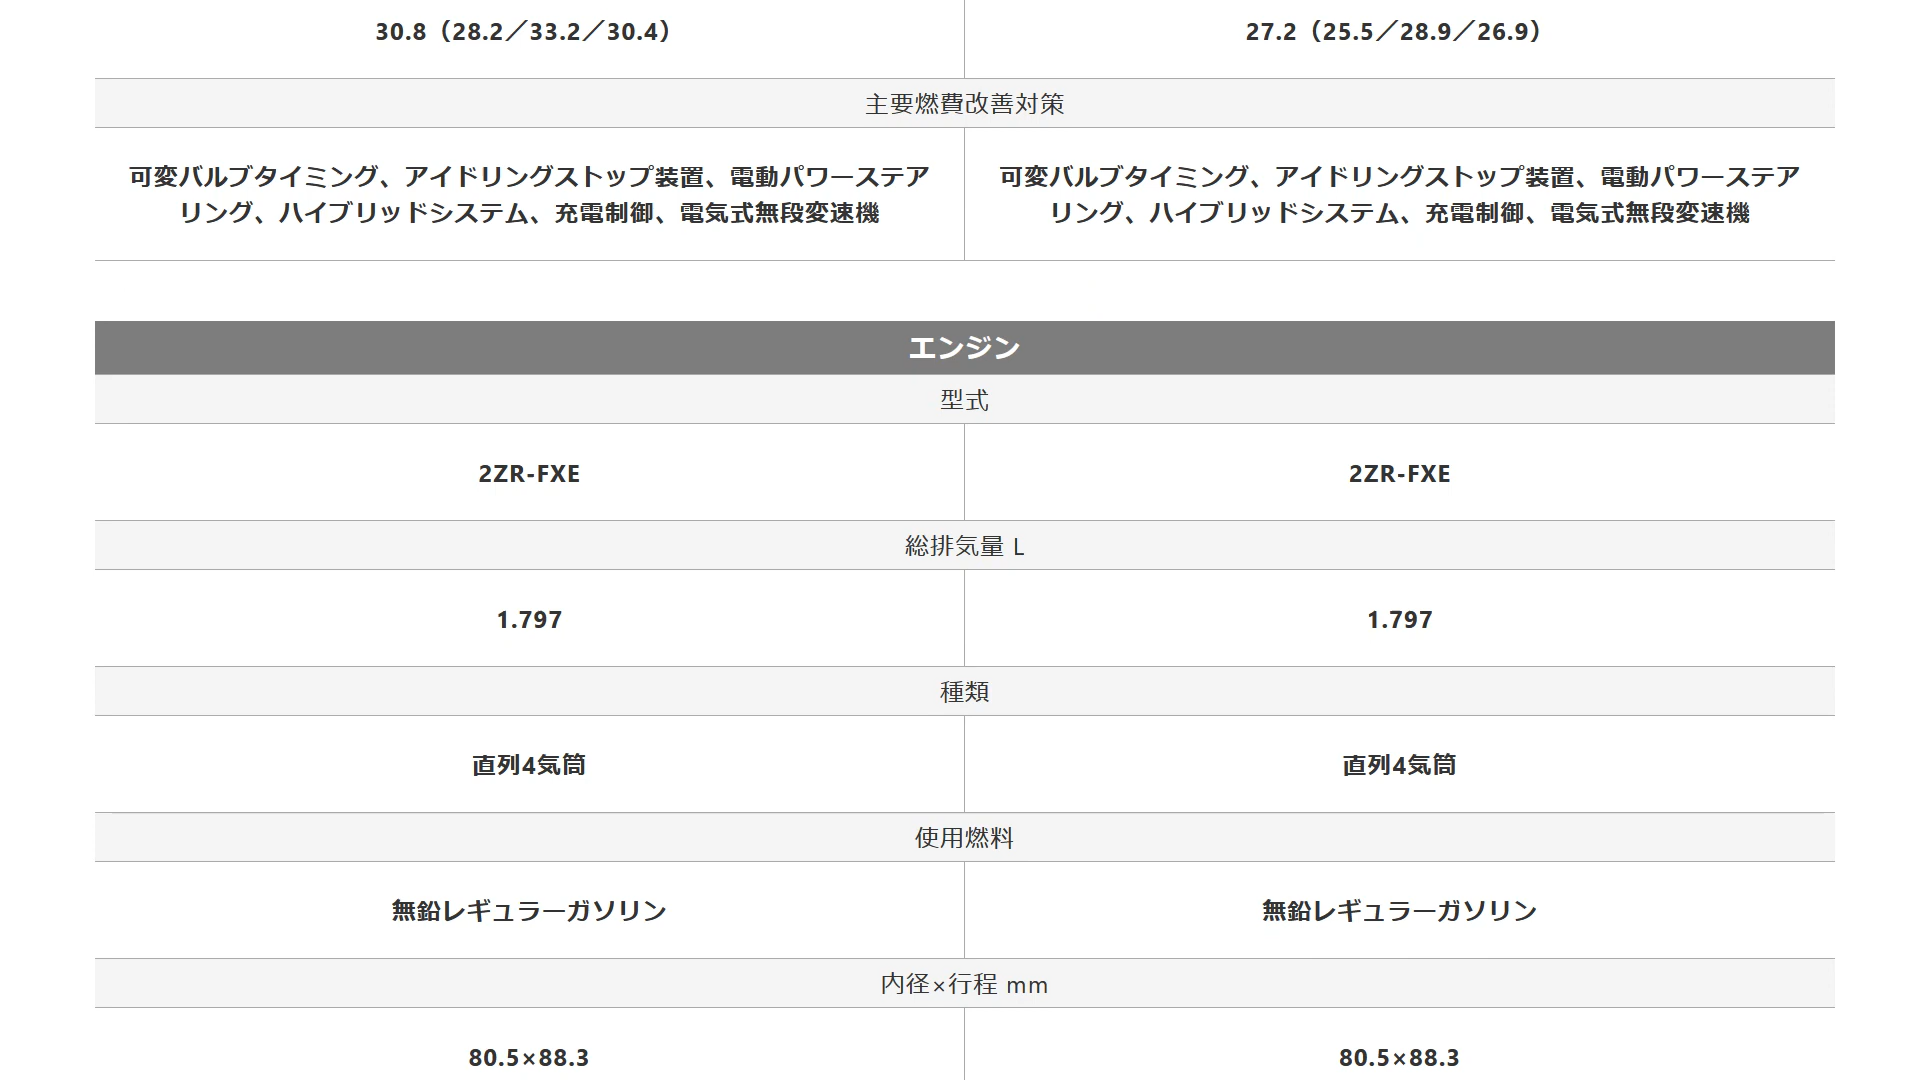 30.8（28.2／33.2／30.4）
27.2（25.5／28.9／26.9）
主要燃費改善対策
可変バルブタイミング、アイドリングストップ装置、電動パワーステア
リング、ハイブリッドシステム、充電制御、電気式無段変速機
可変バルブタイミング、アイドリングストップ装置、電動パワーステア
リング、ハイブリッドシステム、充電制御、電気式無段変速機
エンジン
型式
2ZR-FXE
2ZR-FXE
総排気量 L
1.797
1.797
種類
直列4気筒
直列4気筒
使用燃料
無鉛レギュラーガソリン
無鉛レギュラーガソリン
内径×行程 mm
80.5×88.3
80.5×88.3